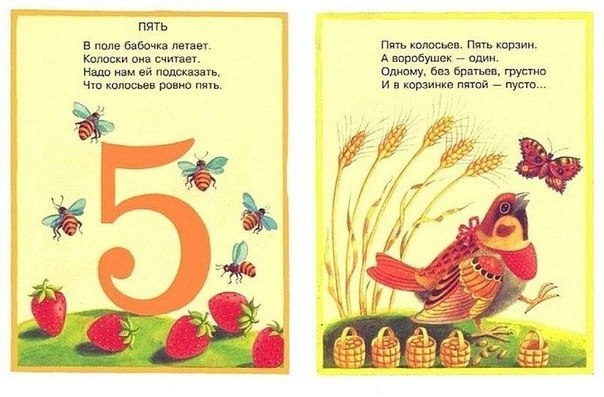 ПЯТЬ
В поле бабочка летает.
Колоски она считает.
Надо нам ей подсказать,
Что колосьев ровно пять.
5
Пять колосьев. Пять корзин.
А воробушек — один.
Одному, без братьев, грустно
И в корзинке пятой — пусто...